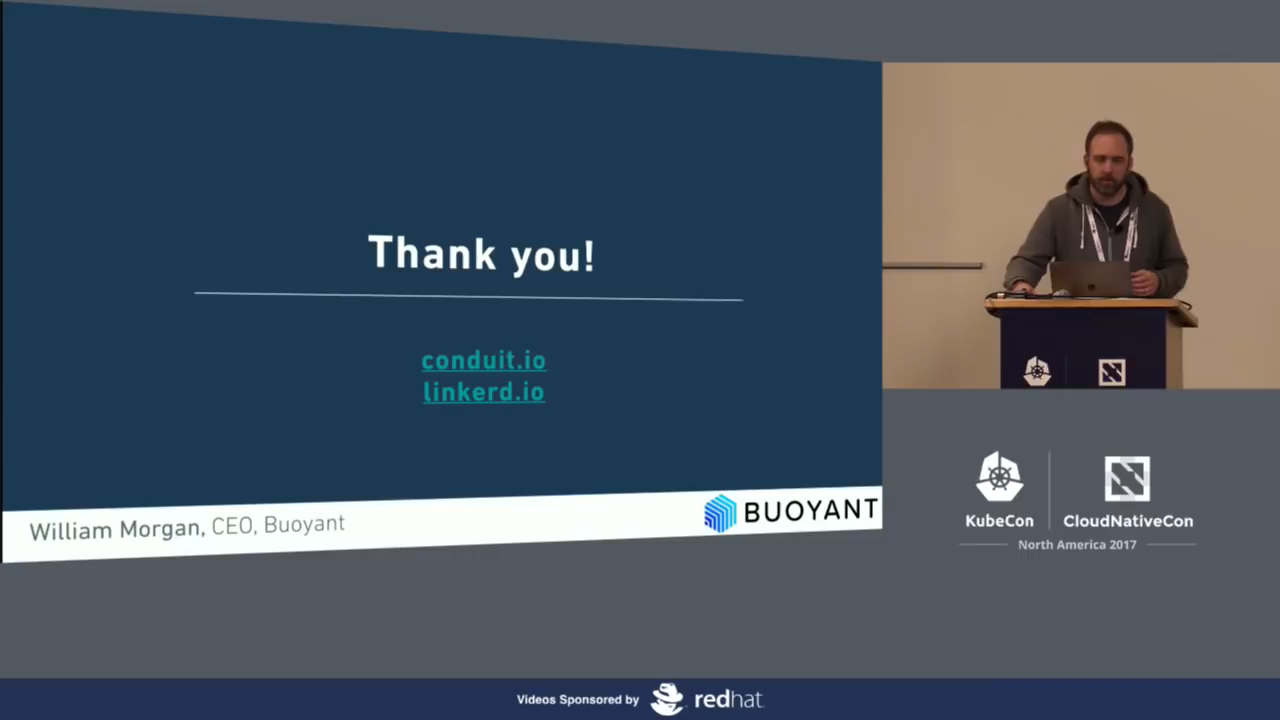 Thank you!
conduit.io
linkerd.io
William Morgan, CEO, Buoyant
BUOYANT
KubeCon
CloudNativeCon
North America 2017
Videos Sponsored by
redhat